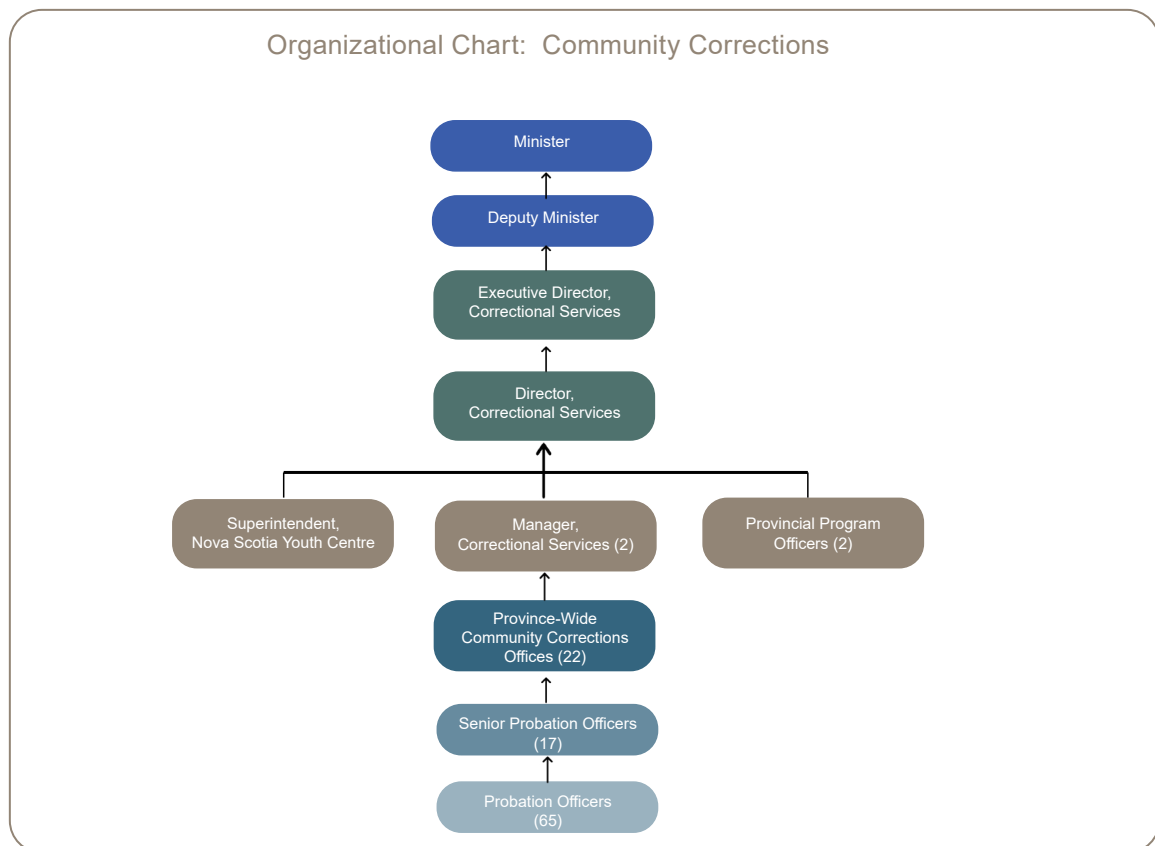 Organizational Chart:  Community Corrections
Minister
Deputy Minister
Executive Director,
Correctional Services
Director,
Correctional Services
Superintendent,
Nova Scotia Youth Centre
Manager,
Correctional Services (2)
Provincial Program
Officers (2)
Province-Wide
Community Corrections
Offices (22)
Senior Probation Officers
(17)
Probation Officers
(65)